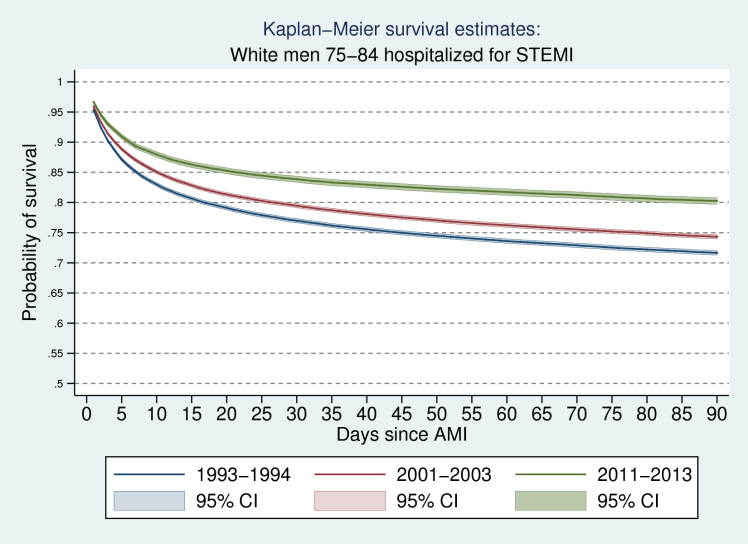 Kaplan−Meier survival estimates:
White men 75−84 hospitalized for STEMI
Probability of survival
1
.95
.9
.85
.8
.75
.7
.65
.6
.55
.5
0 5 10 15 20 25 30 35 40 45 50 55 60 65 70 75 80 85 90
Days since AMI
1993−1994 2001−2003 2011−2013
95% CI 95% CI 95% CI